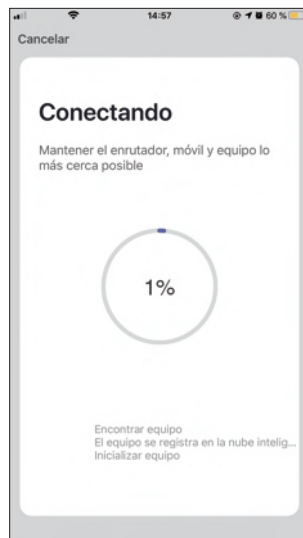 14:57
60 %
Cancelar
Conectando
Mantener el enrutador, móvil y equipo lo
más cerca posible
1%
Encontrar equipo
El equipo se registra en la nube intelig...
Inicializar equipo